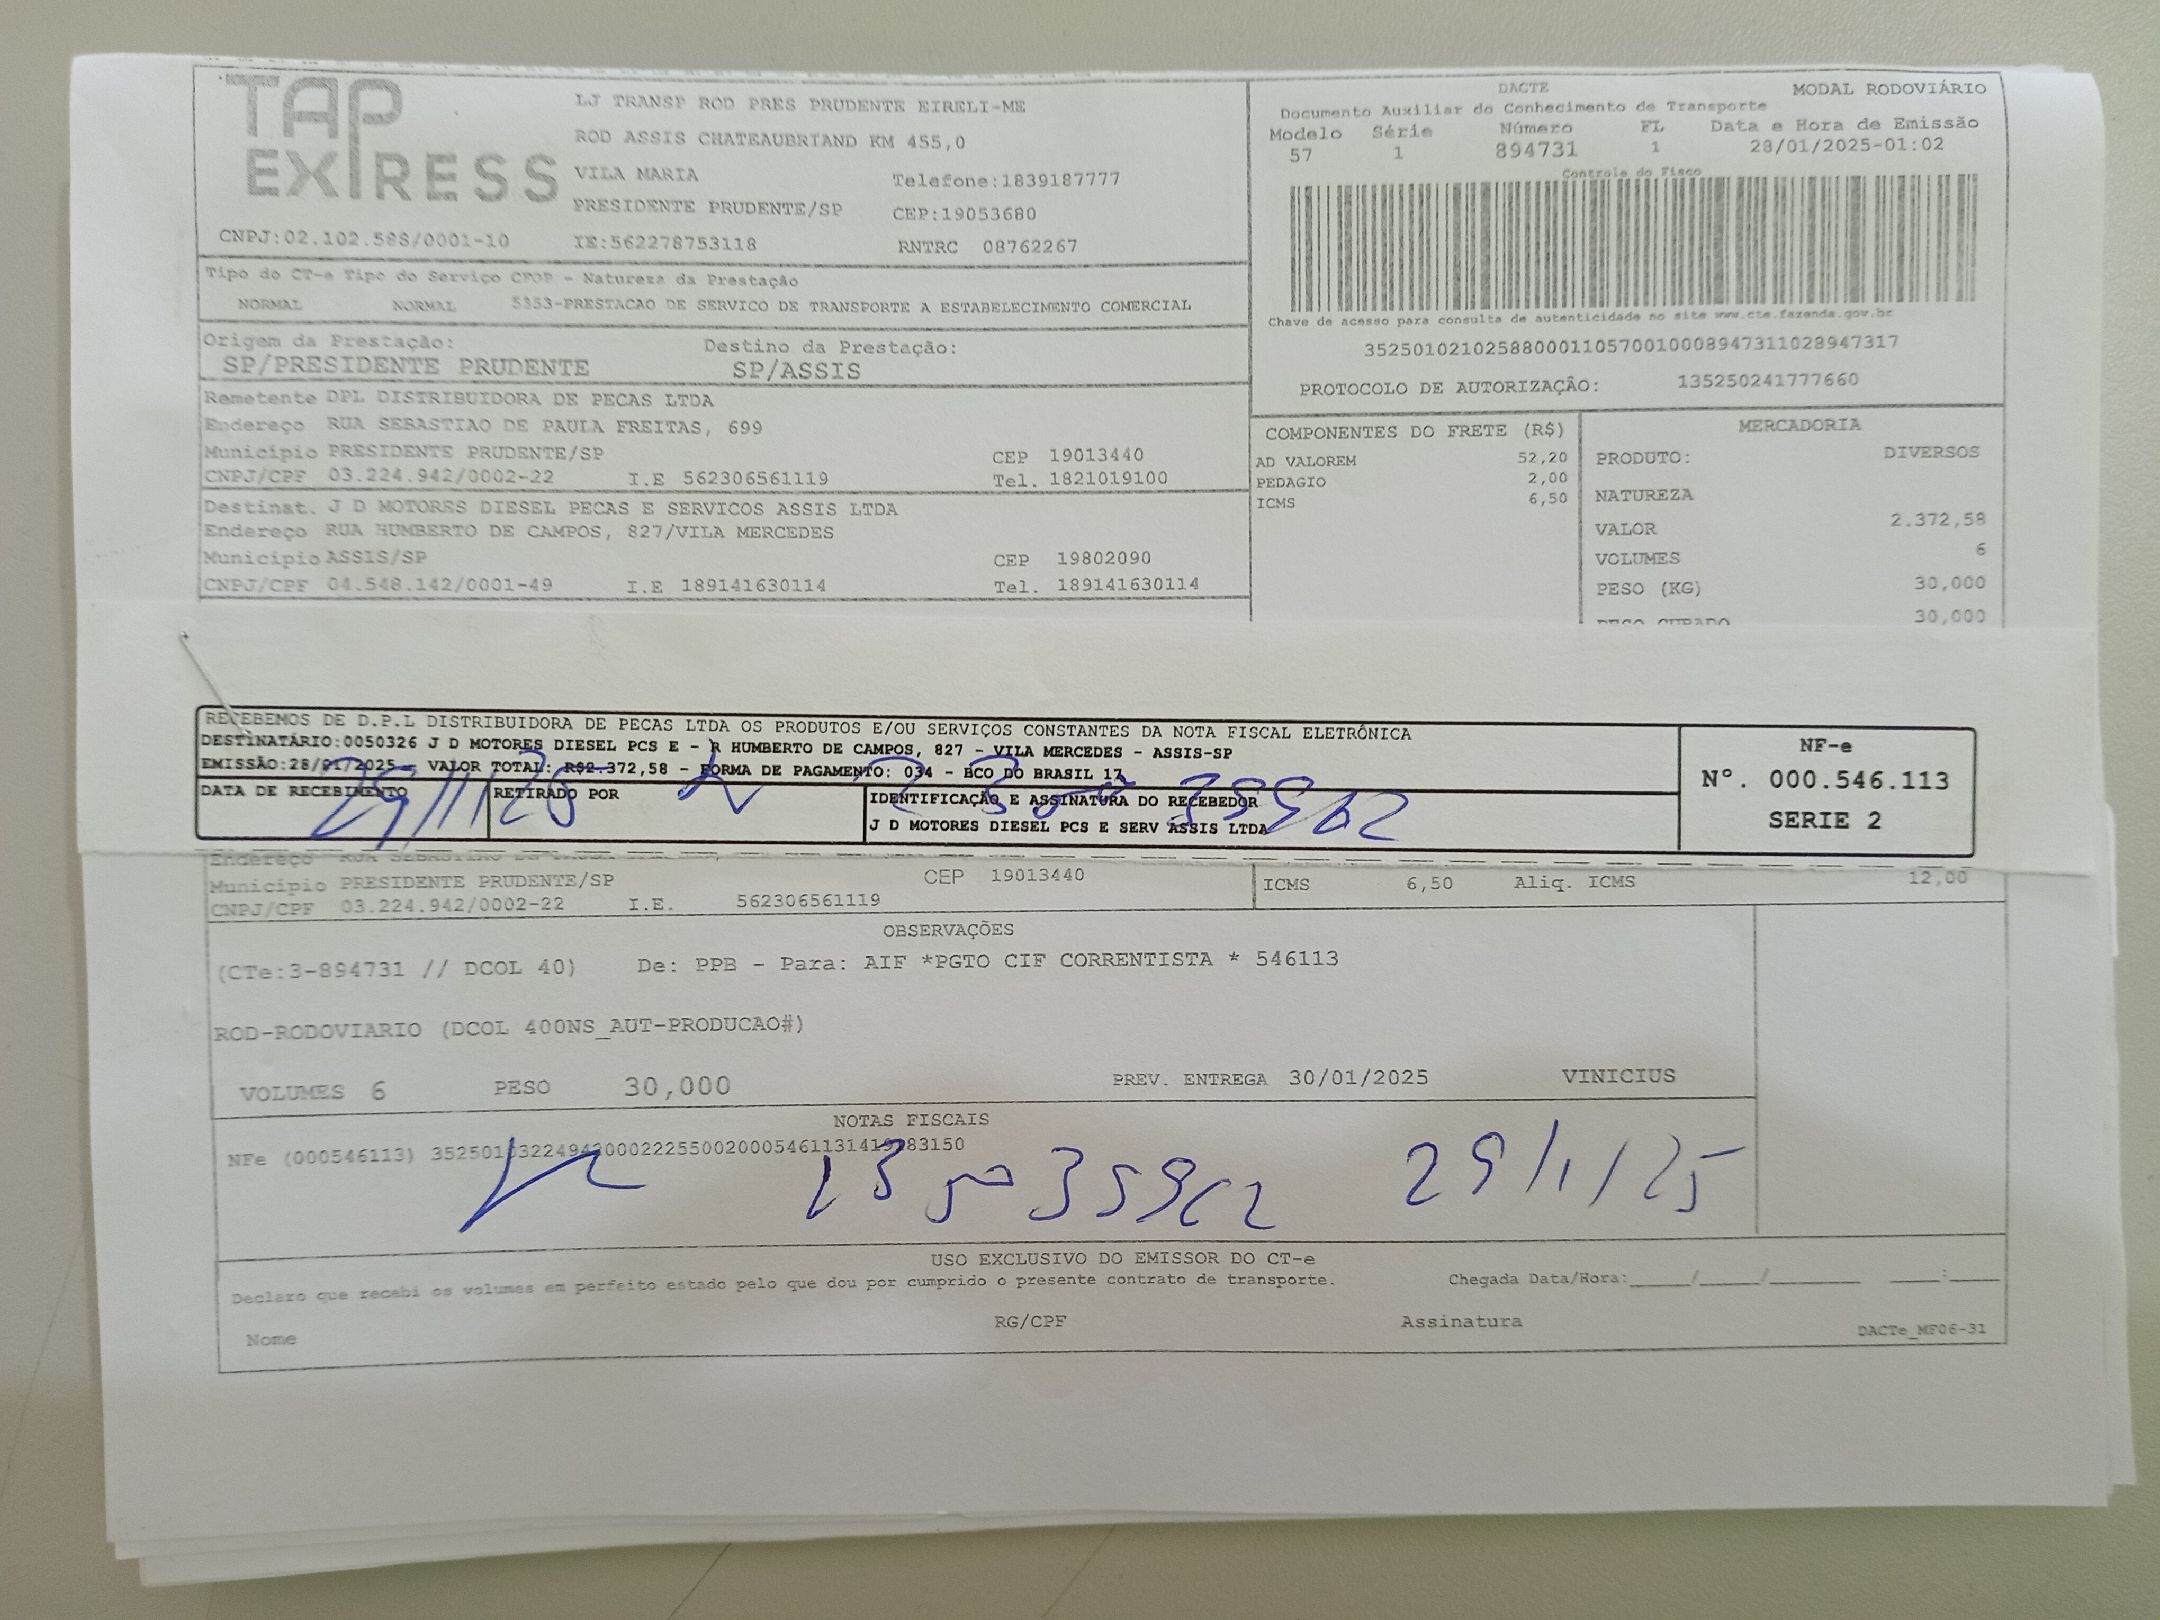 TAP EXPRESS
LJ TRANSP ROD PRES PRUDENTE EIRELI-ME
ROD ASSIS CHATEAUBRIAND KM 455,0
VILA MARIA Telefone:1839187777
PRESIDENTE PRUDENTE/SP CEP:19053680
CNPJ:02.102.588/0001-10 IE:562278753118 RNTRC 08762267
Tipo do CT-e Tipo do Serviço CFOP - Natureza da Prestação
NORMAL NORMAL 5353-PRESTACAO DE SERVICO DE TRANSPORTE A ESTABELECIMENTO COMERCIAL
Origem da Prestação: Destino da Prestação:
SP/PRESIDENTE PRUDENTE SP/ASSIS
Remetente DPL DISTRIBUIDORA DE PECAS LTDA
Endereço RUA SEBASTIAO DE PAULA FREITAS, 699
Município PRESIDENTE PRUDENTE/SP CEP 19013440
CNPJ/CPF 03.224.942/0002-22 I.E 562306561119 Tel. 1821019100
Destinat. J D MOTORES DIESEL PECAS E SERVICOS ASSIS LTDA
Endereço RUA HUMBERTO DE CAMPOS, 827/VILA MERCEDES
Município ASSIS/SP CEP 19802090
CNPJ/CPF 04.548.142/0001-49 I.E 189141630114 Tel. 189141630114
DACTE MODAL RODOVIÁRIO
Documento Auxiliar do Conhecimento de Transporte
Modelo Série Número FL Data e Hora de Emissão
57 1 894731 1 28/01/2025-01:02
Controle do Fisco
Chave de acesso para consulta de autenticidade no site www.cte.fazenda.gov.br
35250102102588000110570010008947311028947317
PROTOCOLO DE AUTORIZAÇÃO: 135250241777660
COMPONENTES DO FRETE (R$)
AD VALOREM 52,20
PEDAGIO 2,00
ICMS 6,50
MERCADORIA
PRODUTO: DIVERSOS
NATUREZA
VALOR 2.372,58
VOLUMES 6
PESO (KG) 30,000
PESO CUBADO 30,000
RECEBEMOS DE D.P.L DISTRIBUIDORA DE PECAS LTDA OS PRODUTOS E/OU SERVIÇOS CONSTANTES DA NOTA FISCAL ELETRÔNICA
DESTINATÁRIO:0050326 J D MOTORES DIESEL PCS E - R HUMBERTO DE CAMPOS, 827 - VILA MERCEDES - ASSIS-SP
EMISSÃO:28/01/2025 - VALOR TOTAL: R$2.372,58 - FORMA DE PAGAMENTO: 034 - BCO DO BRASIL 17
DATA DE RECEBIMENTO RETIRADO POR IDENTIFICAÇÃO E ASSINATURA DO RECEBEDOR
J D MOTORES DIESEL PCS E SERV ASSIS LTDA
29/1/25
NF-e
Nº. 000.546.113
SERIE 2
Endereço RUA SEBASTIAO DE PAULA
Município PRESIDENTE PRUDENTE/SP CEP 19013440
CNPJ/CPF 03.224.942/0002-22 I.E. 562306561119
ICMS 6,50 Aliq. ICMS 12,00
OBSERVAÇÕES
(CTe:3-894731 // DCOL 40) De: PPB - Para: AIF *PGTO CIF CORRENTISTA * 546113
ROD-RODOVIARIO (DCOL 400NS_AUT-PRODUCAO#)
VOLUMES 6 PESO 30,000 PREV. ENTREGA 30/01/2025 VINICIUS
NOTAS FISCAIS
NFe (000546113)
29/1/25
USO EXCLUSIVO DO EMISSOR DO CT-e
Declaro que recebi os volumes em perfeito estado pelo que dou por cumprido o presente contrato de transporte. Chegada Data/Hora:____/____/____ __:__
Nome RG/CPF Assinatura DACTe_MF06-31